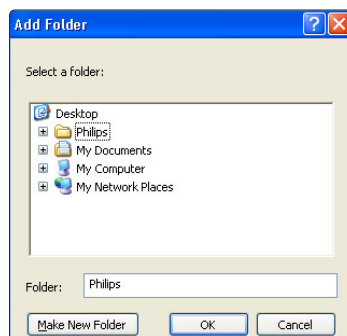 Add Folder
Select a folder:
Desktop
Philips
My Documents
My Computer
My Network Places
Folder: Philips
Make New Folder OK Cancel